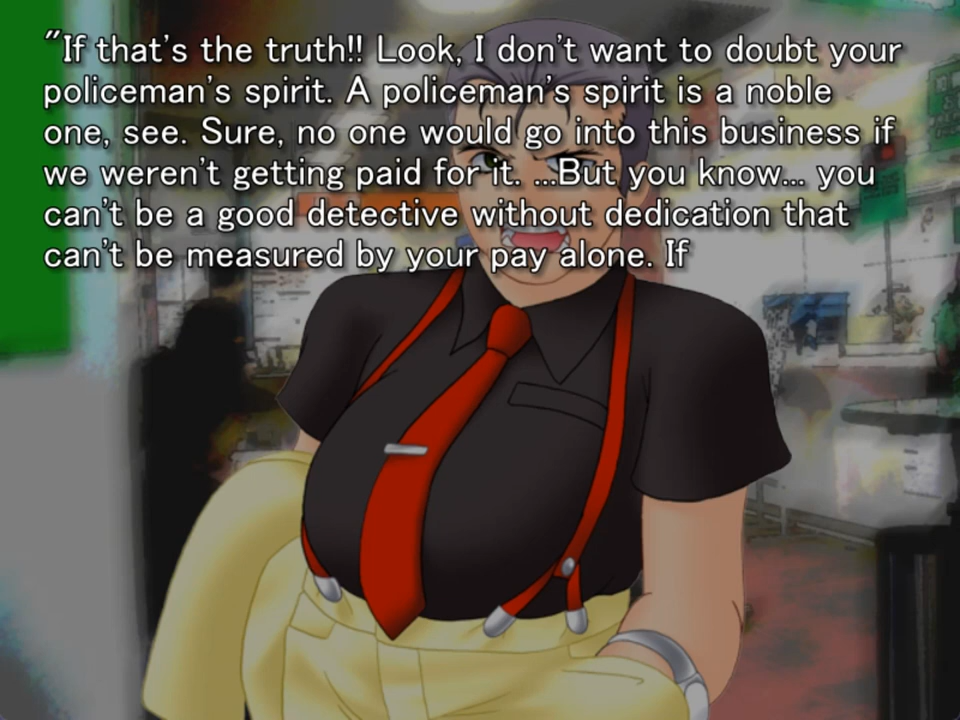 "If that's the truth!! Look, I don't want to doubt your
policeman's spirit. A policeman's spirit is a noble
one, see. Sure, no one would go into this business if
we weren't getting paid for it. ...But you know... you
can't be a good detective without dedication that
can't be measured by your pay alone. If